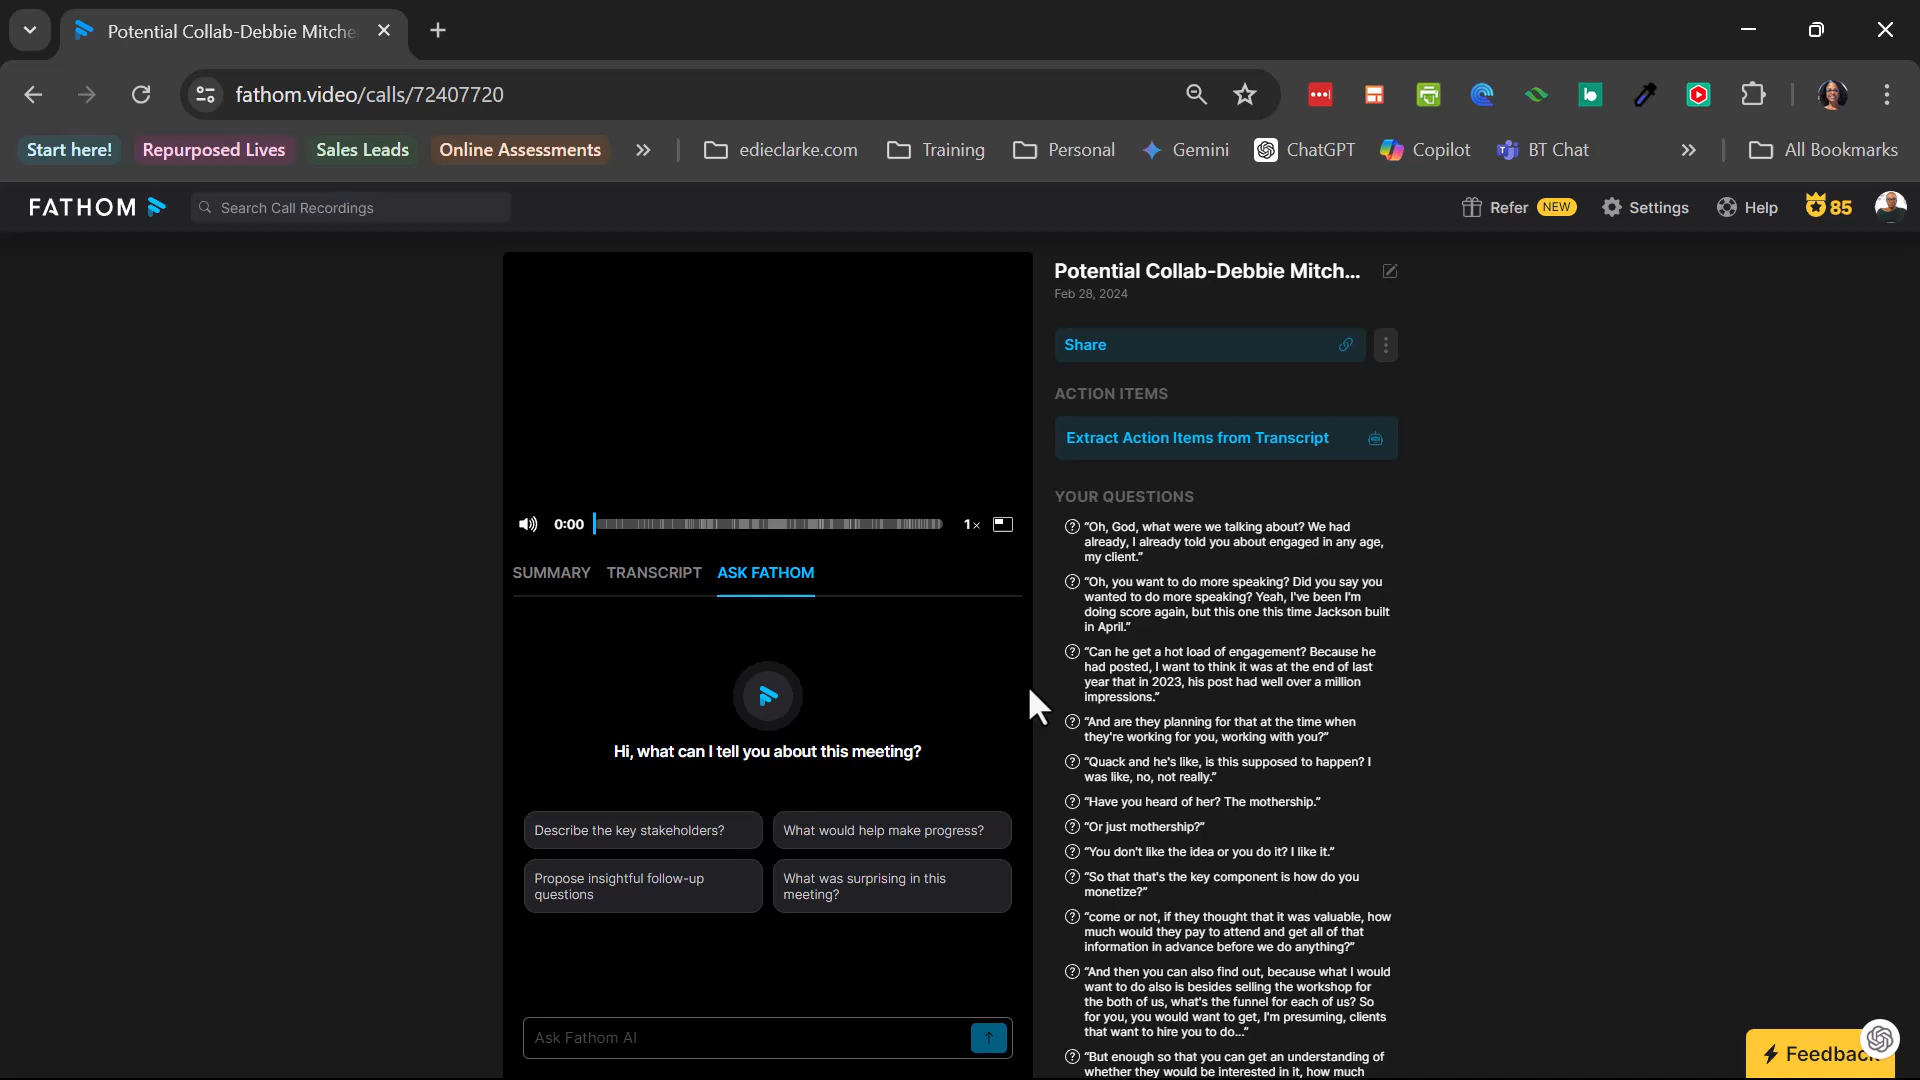 Potential Collab-Debbie Mitche
fathom.video/calls/72407720
Start here!
Repurposed Lives
Sales Leads
Online Assessments
edieclarke.com
Training
Personal
Gemini
ChatGPT
Copilot
BT Chat
All Bookmarks
FATHOM
Search Call Recordings
Refer
NEW
Settings
Help
85
Potential Collab-Debbie Mitch...
Feb 28, 2024
Share
ACTION ITEMS
Extract Action Items from Transcript
0:00
1×
SUMMARY
TRANSCRIPT
ASK FATHOM
Hi, what can I tell you about this meeting?
Describe the key stakeholders?
What would help make progress?
Propose insightful follow-up
questions
What was surprising in this
meeting?
Ask Fathom AI
YOUR QUESTIONS
“Oh, God, what were we talking about? We had
already, I already told you about engaged in any age,
my client.”
“Oh, you want to do more speaking? Did you say you
wanted to do more speaking? Yeah, I've been I'm
doing score again, but this one this time Jackson built
in April.”
“Can he get a hot load of engagement? Because he
had posted, I want to think it was at the end of last
year that in 2023, his post had well over a million
impressions.”
“And are they planning for that at the time when
they're working for you, working with you?”
“Quack and he's like, is this supposed to happen? I
was like, no, not really.”
“Have you heard of her? The mothership.”
“Or just mothership?”
“You don't like the idea or you do it? I like it.”
“So that that's the key component is how do you
monetize?”
“come or not, if they thought that it was valuable, how
much would they pay to attend and get all of that
information in advance before we do anything?”
“And then you can also find out, because what I would
want to do also is besides selling the workshop for
the both of us, what's the funnel for each of us? So
for you, you would want to get, I'm presuming, clients
that want to hire you to do...”
“But enough so that you can get an understanding of
whether they would be interested in it, how much
Feedback